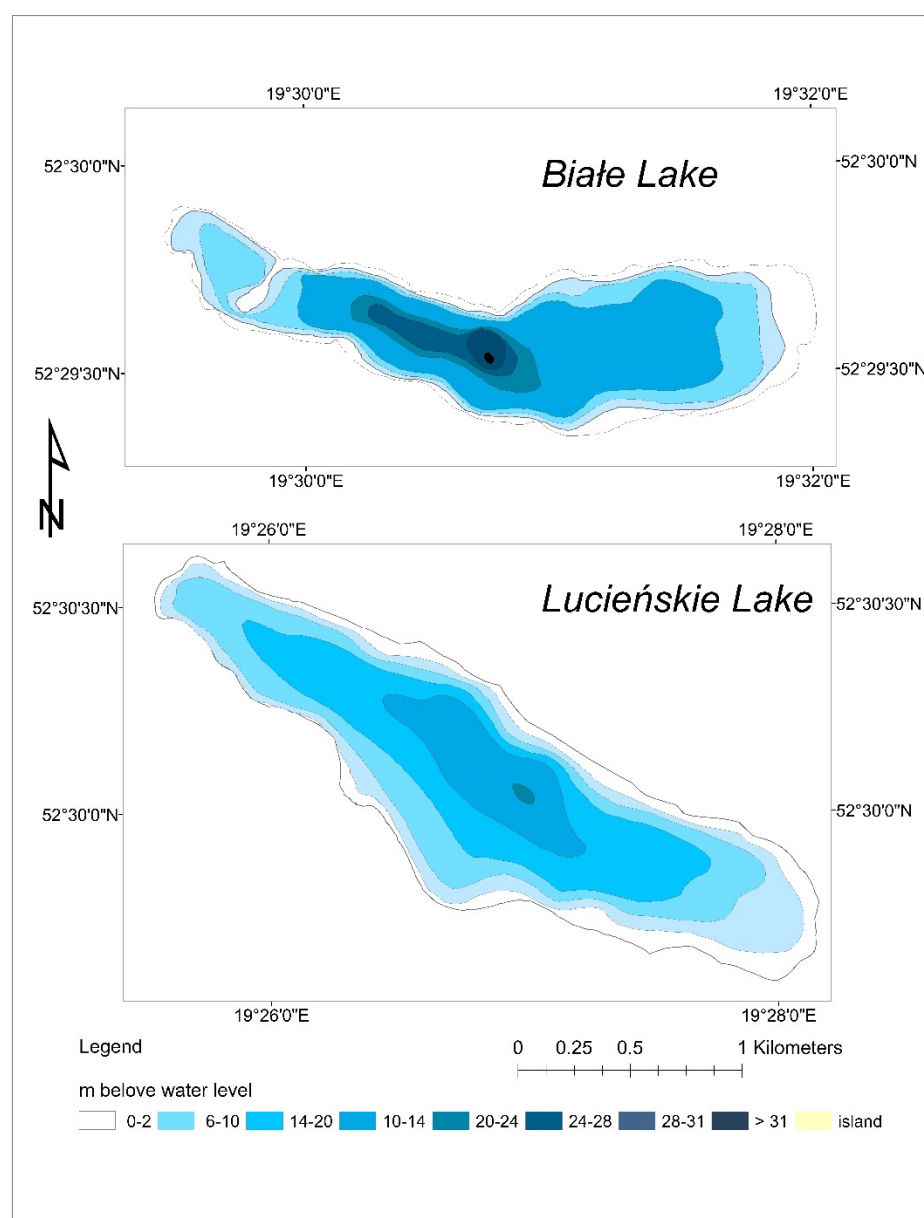 19°30'0"E 19°32'0"E
52°30'0"N 52°30'0"N
Białe Lake
52°29'30"N 52°29'30"N
19°30'0"E 19°32'0"E
N
19°26'0"E 19°28'0"E
52°30'30"N 52°30'30"N
Lucieńskie Lake
52°30'0"N 52°30'0"N
19°26'0"E 19°28'0"E
Legend 0 0.25 0.5 1 Kilometers
m belove water level
0-2 6-10 14-20 10-14 20-24 24-28 28-31 > 31 island